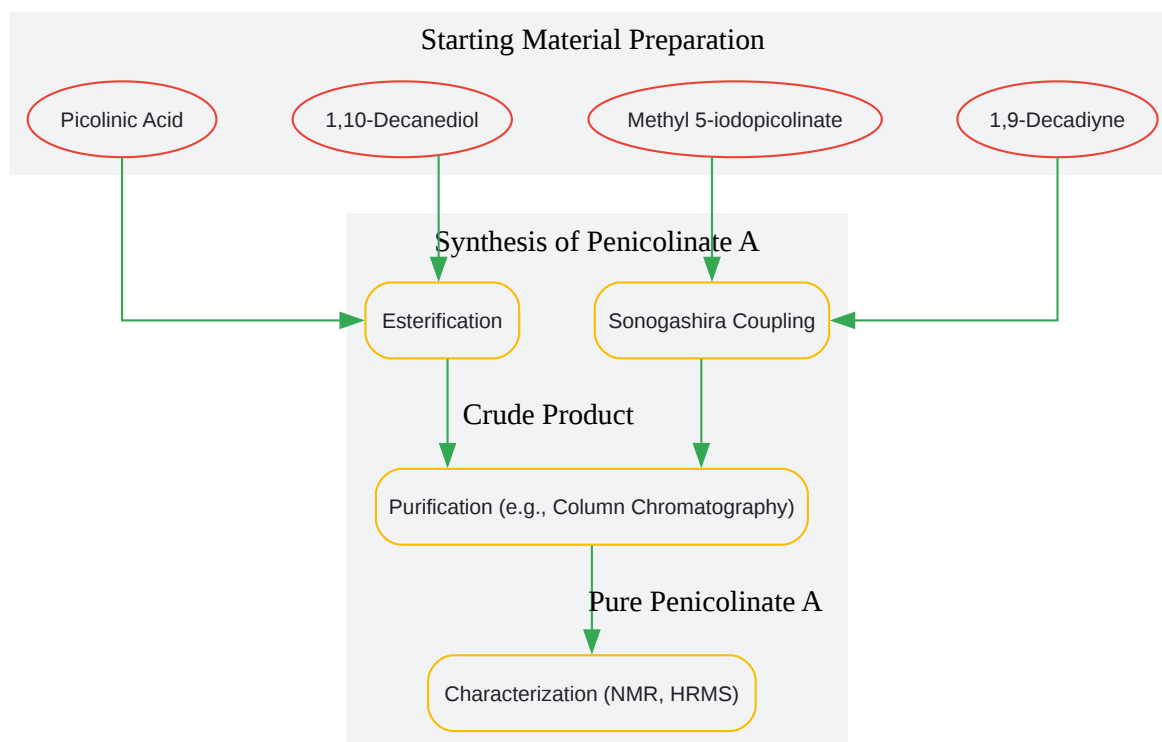 Starting Material Preparation
Picolinic Acid
1,10-Decanediol
Methyl 5-iodopicolinate
1,9-Decadiyne
Synthesis of Penicolinate A
Esterification
Sonogashira Coupling
Crude Product
Purification (e.g., Column Chromatography)
Pure Penicolinate A
Characterization (NMR, HRMS)